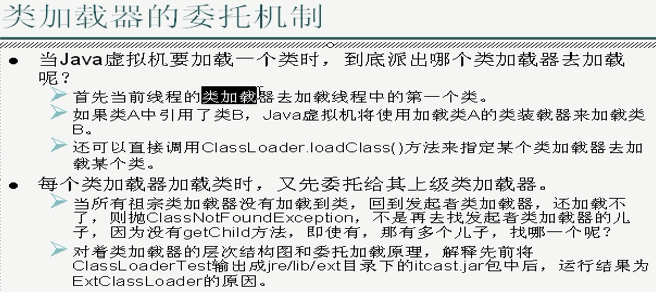 类加载器的委托机制
当Java虚拟机要加载一个类时，到底派出哪个类加载器去加载
呢？
首先当前线程的类加载器去加载线程中的第一个类。
如果类A中引用了类B，Java虚拟机将使用加载类A的类装载器来加载类
B。
还可以直接调用ClassLoader.loadClass()方法来指定某个类加载器去加
载某个类。
每个类加载器加载类时，又先委托给其上级类加载器。
当所有祖宗类加载器没有加载到类，回到发起者类加载器，还加载不
了，则抛ClassNotFoundException，不是再去找发起者类加载器的儿
子，因为没有getChild方法，即使有，那有多个儿子，找哪一个呢？
对着类加载器的层次结构图和委托加载原理，解释先前将
ClassLoaderTest输出成jre/lib/ext目录下的itcast.jar包中后，运行结果为
ExtClassLoader的原因。